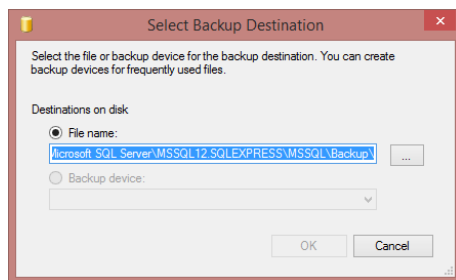 Select Backup Destination
Select the file or backup device for the backup destination. You can create
backup devices for frequently used files.
Destinations on disk
File name:
Microsoft SQL Server\MSSQL12.SQLEXPRESS\MSSQL\Backup\
...
Backup device:
OK
Cancel